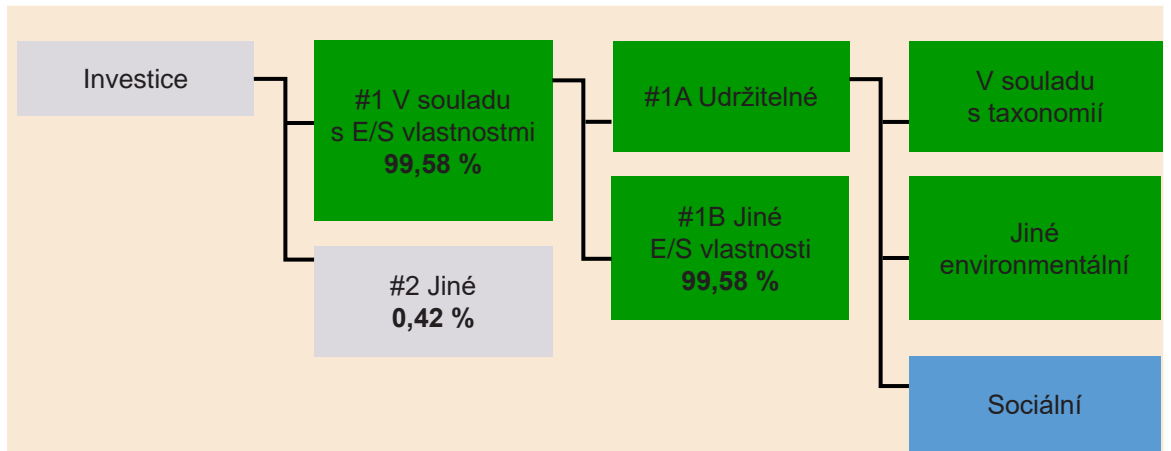 Investice
#1 V souladu
s E/S vlastnostmi
99,58 %
#2 Jiné
0,42 %
#1A Udržitelné
#1B Jiné
E/S vlastnosti
99,58 %
V souladu
s taxonomií
Jiné
environmentální
Sociální